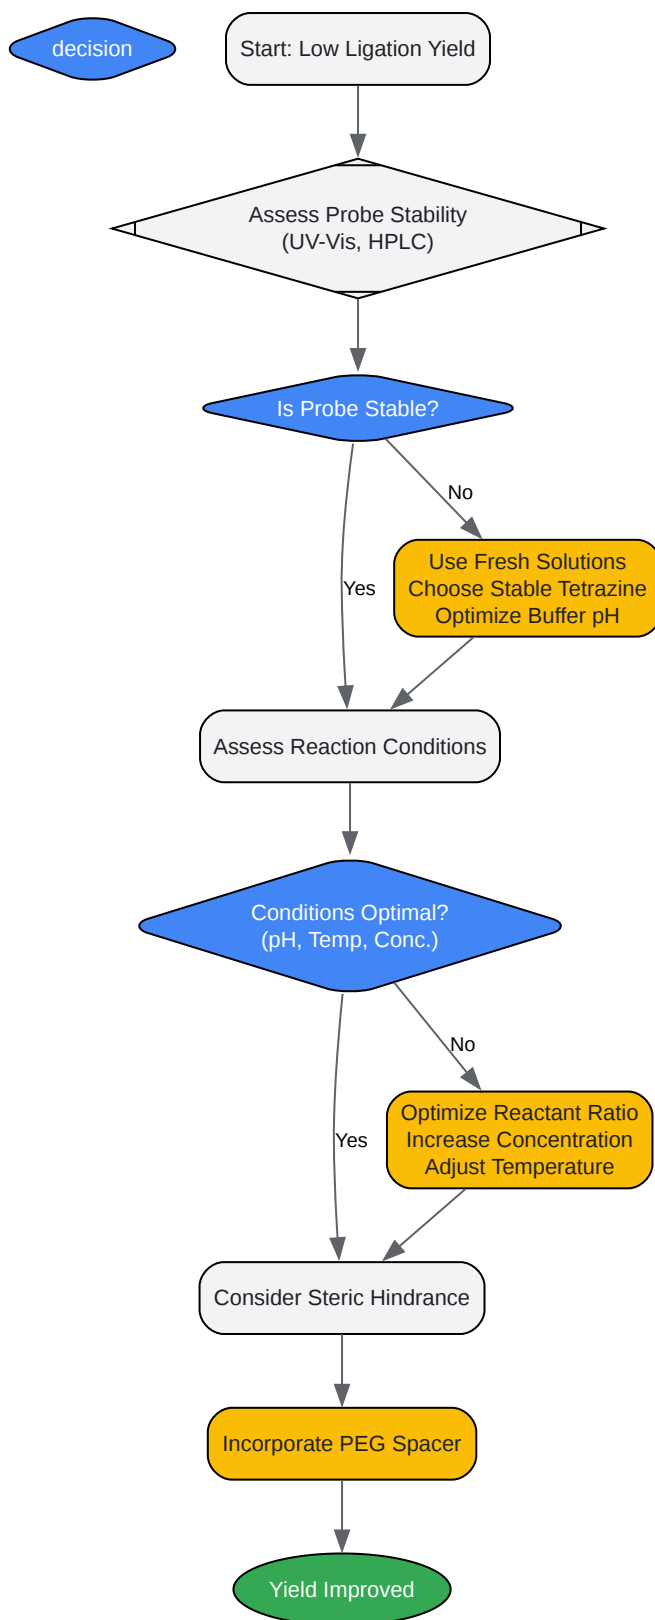 decision
Start: Low Ligation Yield
Assess Probe Stability
(UV-Vis, HPLC)
Is Probe Stable?
No
Use Fresh Solutions
Choose Stable Tetrazine
Optimize Buffer pH
Yes
Assess Reaction Conditions
Conditions Optimal?
(pH, Temp, Conc.)
No
Optimize Reactant Ratio
Increase Concentration
Adjust Temperature
Yes
Consider Steric Hindrance
Incorporate PEG Spacer
Yield Improved